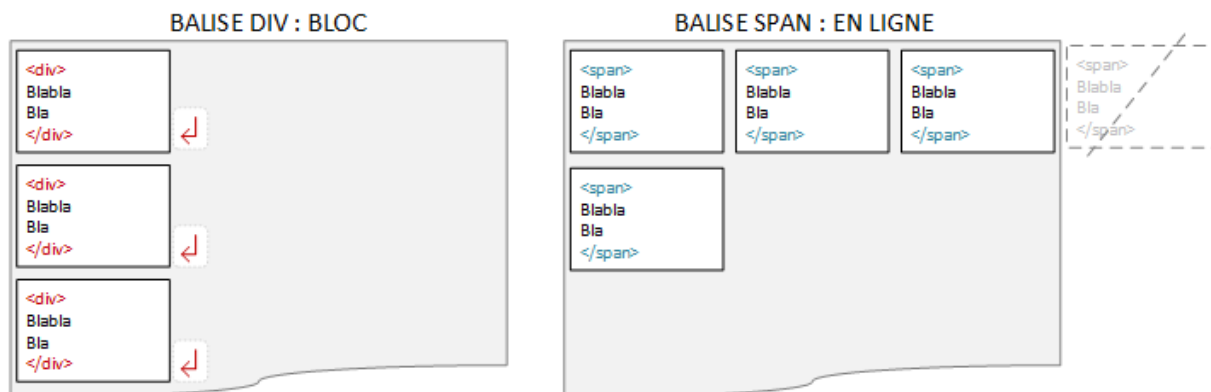 BALISE DIV : BLOC
<div>
Blabla
Bla
</div>
<div>
Blabla
Bla
</div>
<div>
Blabla
Bla
</div>
BALISE SPAN : EN LIGNE
<span>
Blabla
Bla
</span>
<span>
Blabla
Bla
</span>
<span>
Blabla
Bla
</span>
<span>
Blabla
Bla
</span>
<span>
Blabla
Bla
</span>